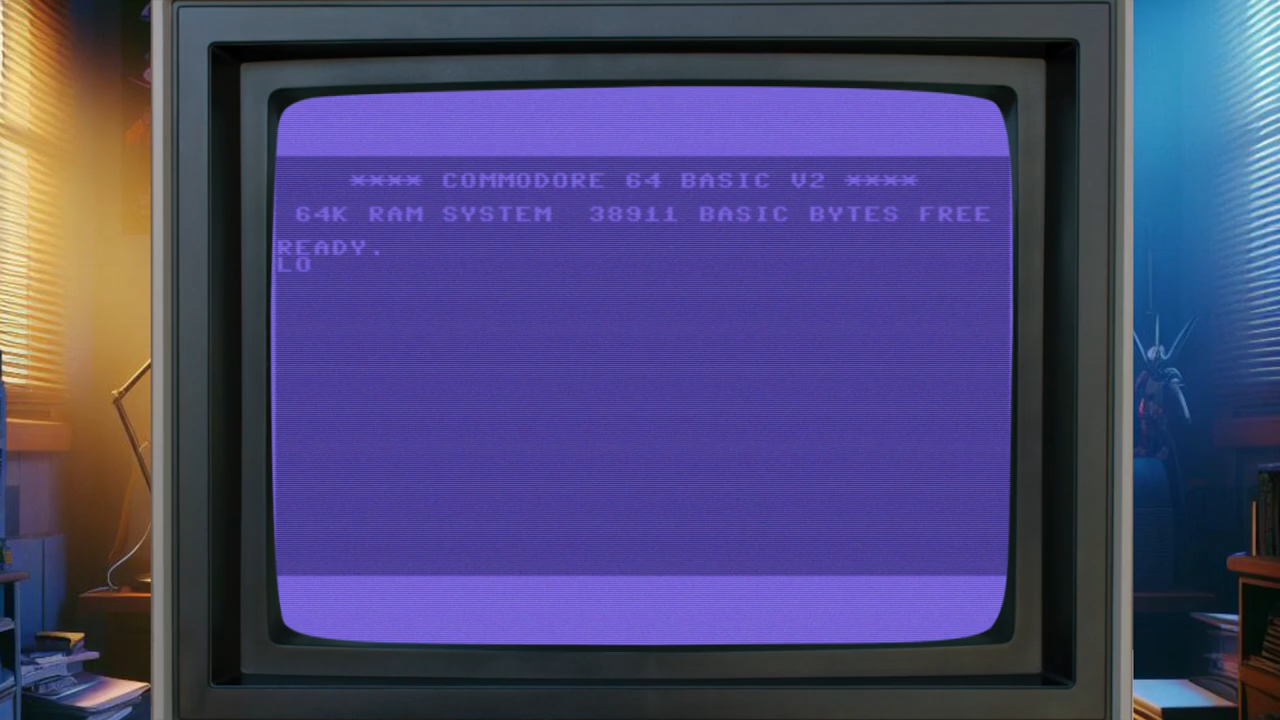 **** COMMODORE 64 BASIC V2 ****
64K RAM SYSTEM  38911 BASIC BYTES FREE
READY.
LO